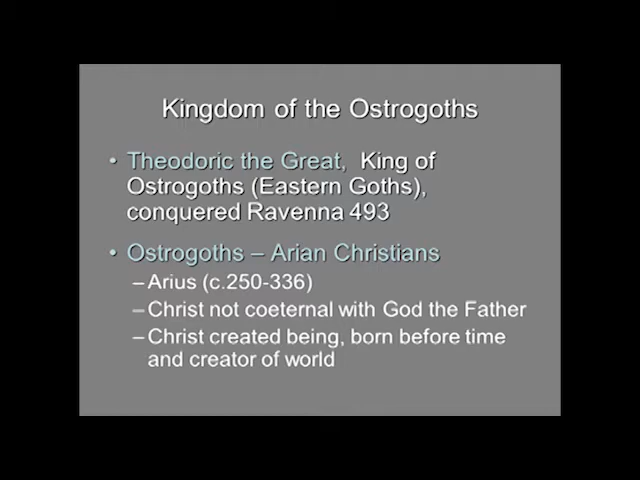 Kingdom of the Ostrogoths
• Theodoric the Great, King of
Ostrogoths (Eastern Goths),
conquered Ravenna 493
• Ostrogoths – Arian Christians
–Arius (c.250-336)
–Christ not coeternal with God the Father
–Christ created being, born before time
and creator of world